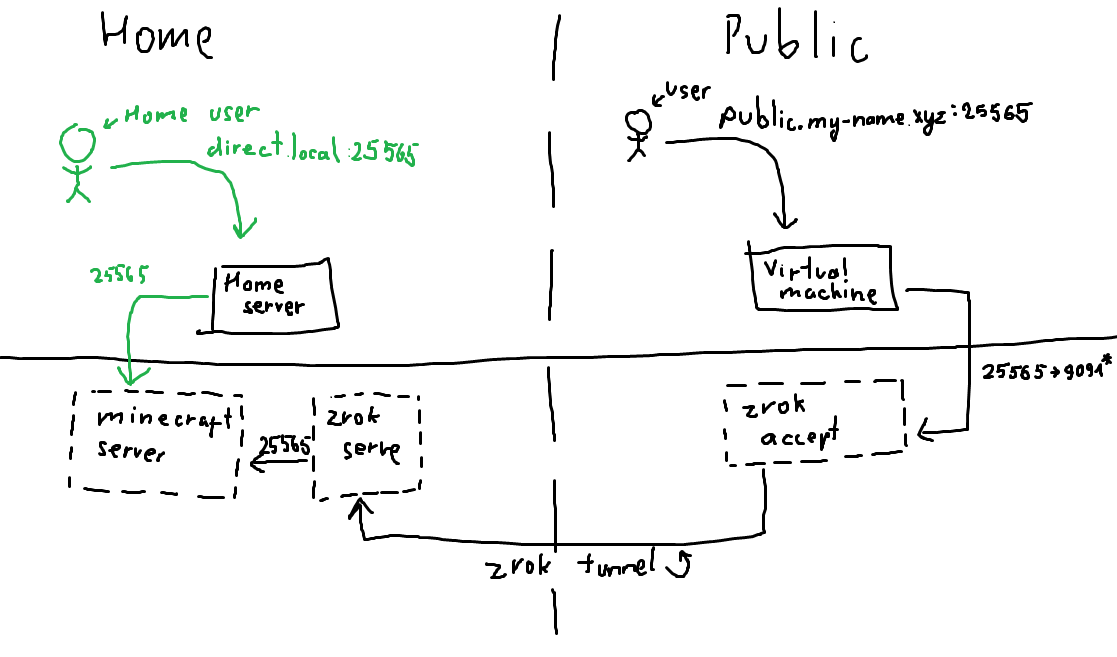 Home
Public
Home user
direct.local:25565
user
public.my-name.xyz:25565
25565
Home
server
Virtual
machine
25565→9091*
minecraft
server
25565
zrok
serve
zrok
accept
zrok tunnel